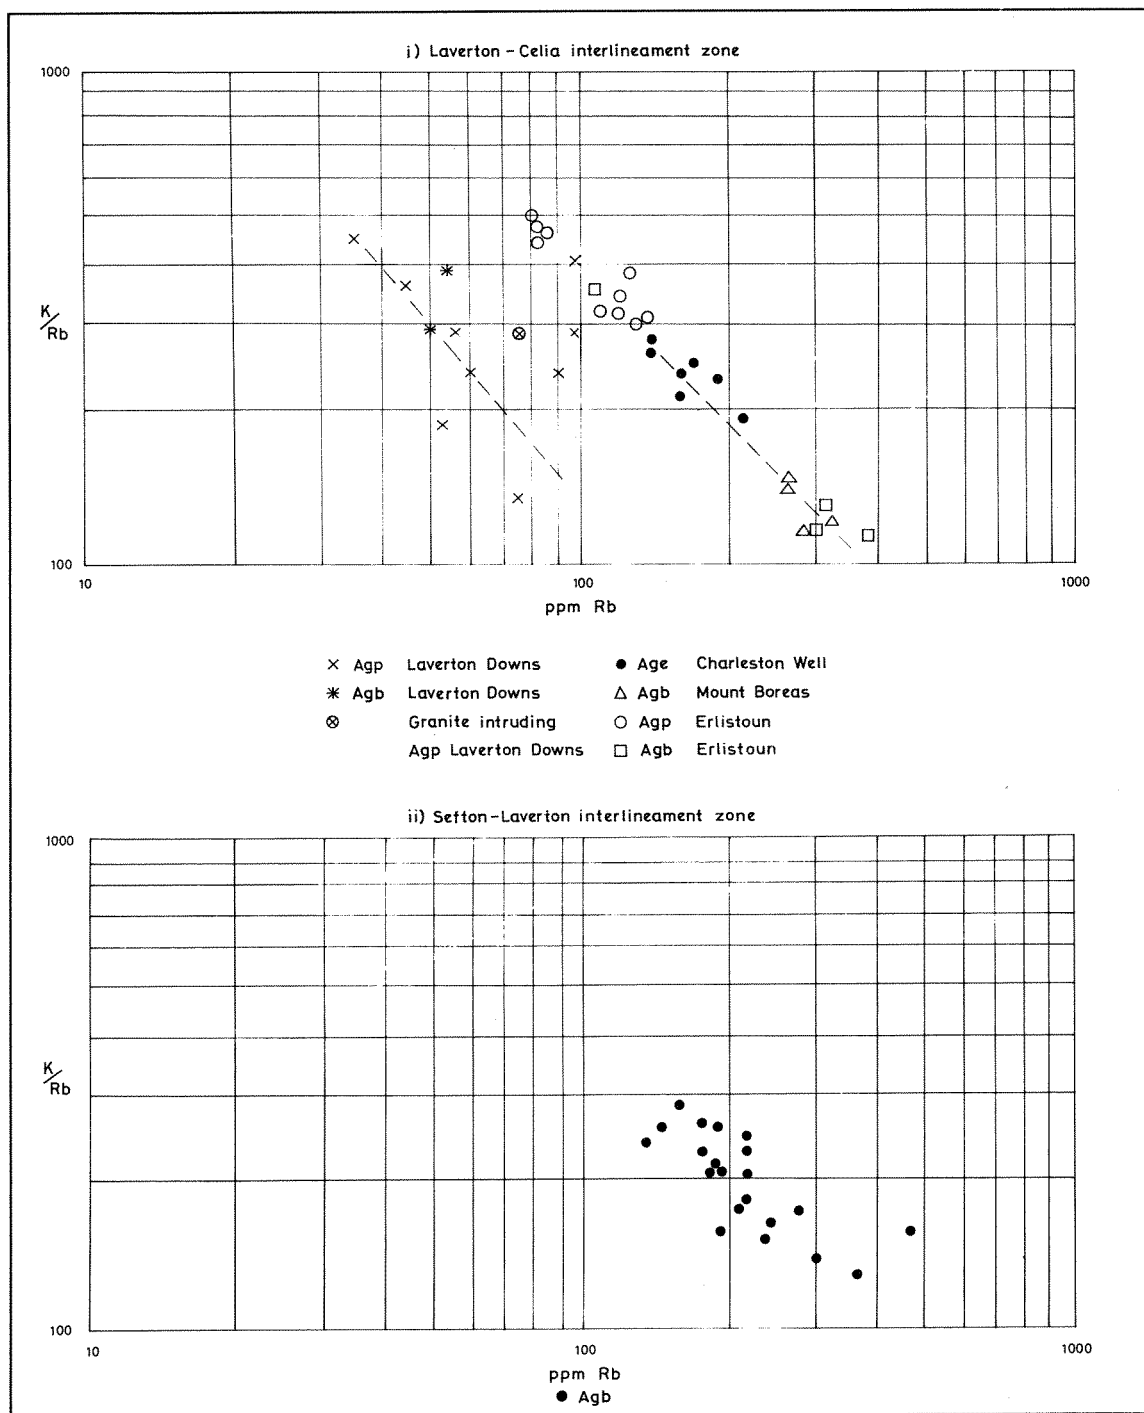 i) Laverton-Celia interlineament zone
1000
K/Rb
100
10 100 1000
ppm Rb
× Agp Laverton Downs
✳ Agb Laverton Downs
⊗ Granite intruding
Agp Laverton Downs
● Age Charleston Well
△ Agb Mount Boreas
○ Agp Erlistoun
□ Agb Erlistoun
ii) Sefton-Laverton interlineament zone
1000
K/Rb
100
10 100 1000
ppm Rb
● Agb